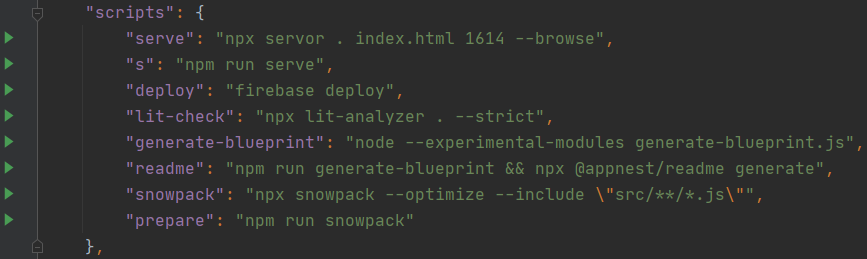 "scripts": {
"serve": "npx servor . index.html 1614 --browse",
"s": "npm run serve",
"deploy": "firebase deploy",
"lit-check": "npx lit-analyzer . --strict",
"generate-blueprint": "node --experimental-modules generate-blueprint.js",
"readme": "npm run generate-blueprint && npx @appnest/readme generate",
"snowpack": "npx snowpack --optimize --include \"src/**/*.js\"",
"prepare": "npm run snowpack"
},